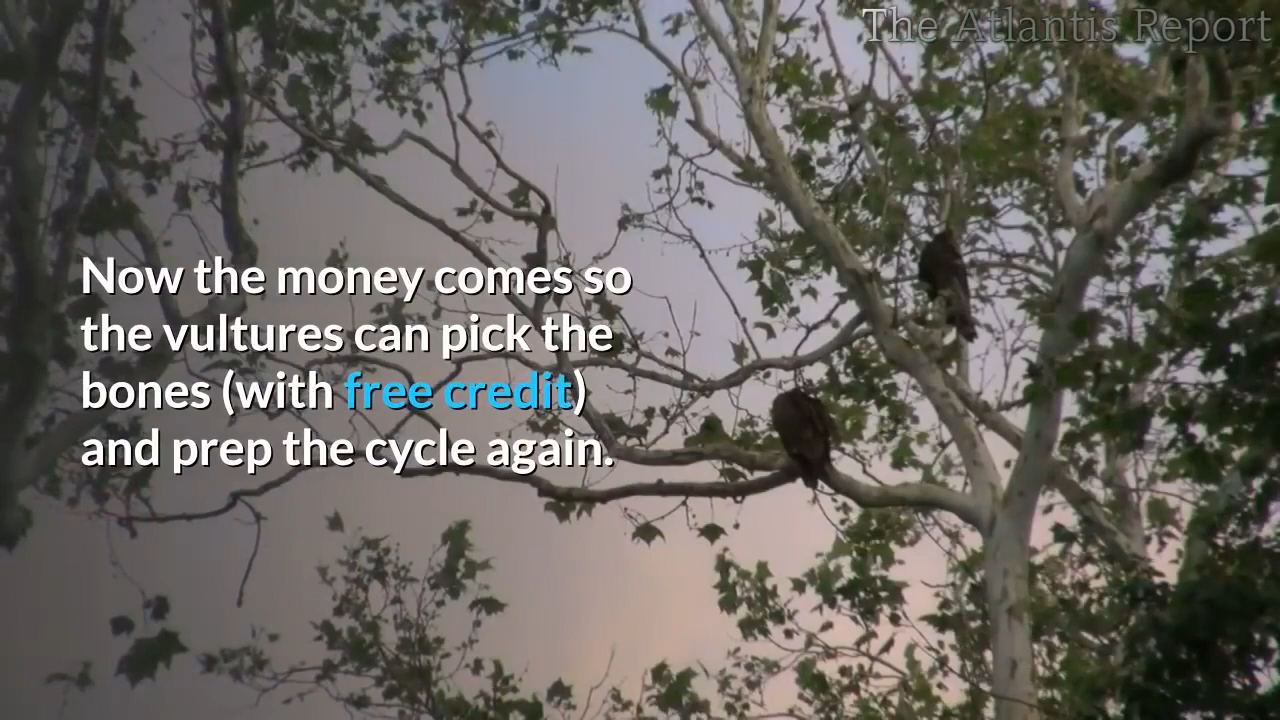 The Atlantis Report
Now the money comes so
the vultures can pick the
bones (with free credit)
and prep the cycle again.